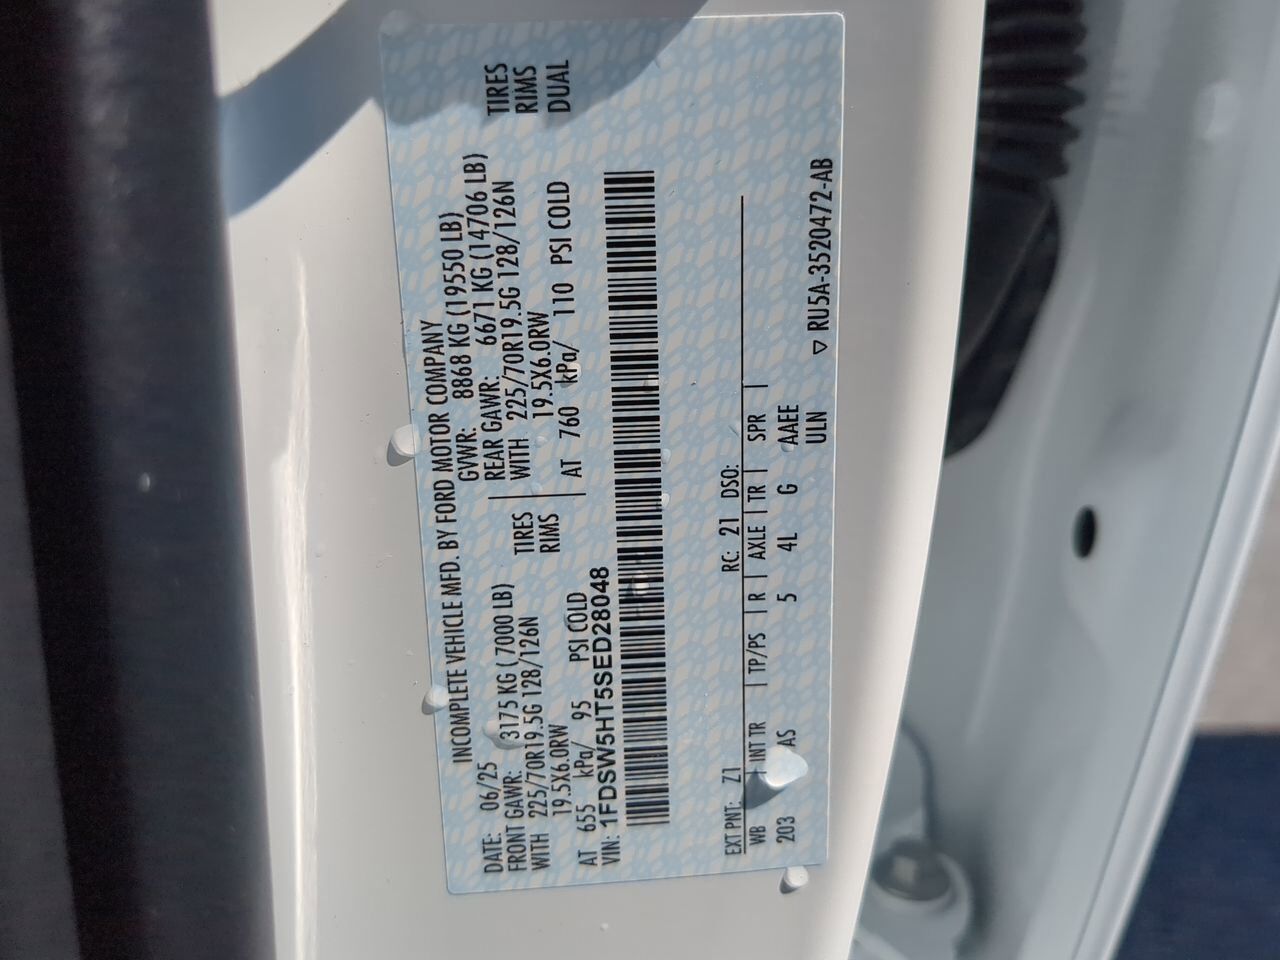 INCOMPLETE VEHICLE MFD. BY FORD MOTOR COMPANY
DATE: 06/25 GVWR: 8868 KG (19550 LB)
FRONT GAWR: 3175 KG (7000 LB) REAR GAWR: 6671 KG (14706 LB)
WITH 225/70R19.5G 128/126N TIRES WITH 225/70R19.5G 128/126N TIRES
19.5X6.0RW RIMS 19.5X6.0RW RIMS
AT 655 kPa/ 95 PSI COLD AT 760 kPa/ 110 PSI COLD DUAL
VIN: 1FDSW5HT5SED28048
EXT PNT: Z1 RC: 21 DSO:
WB INT TR TP/PS R AXLE TR SPR
203 AS 5 4L G AAEE
ULN
▽ RU5A-3520472-AB